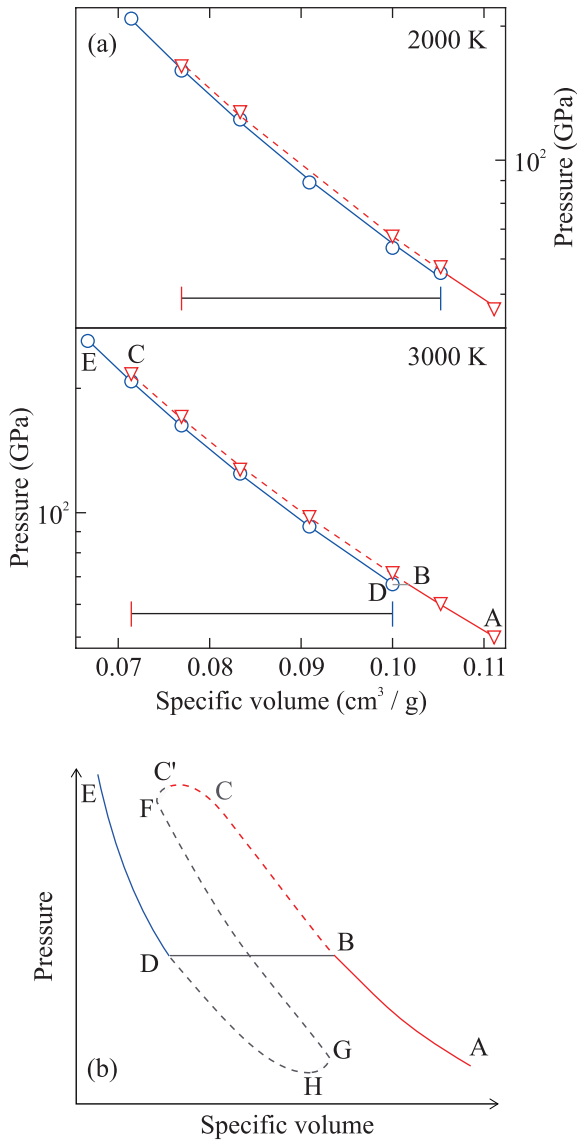 (a)
2000 K
10²
Pressure (GPa)
3000 K
E
C
10²
Pressure (GPa)
B
D
A
0.07 0.08 0.09 0.10 0.11
Specific volume (cm³ / g)
C'
E
C
F
Pressure
B
D
G
A
(b)
H
Specific volume